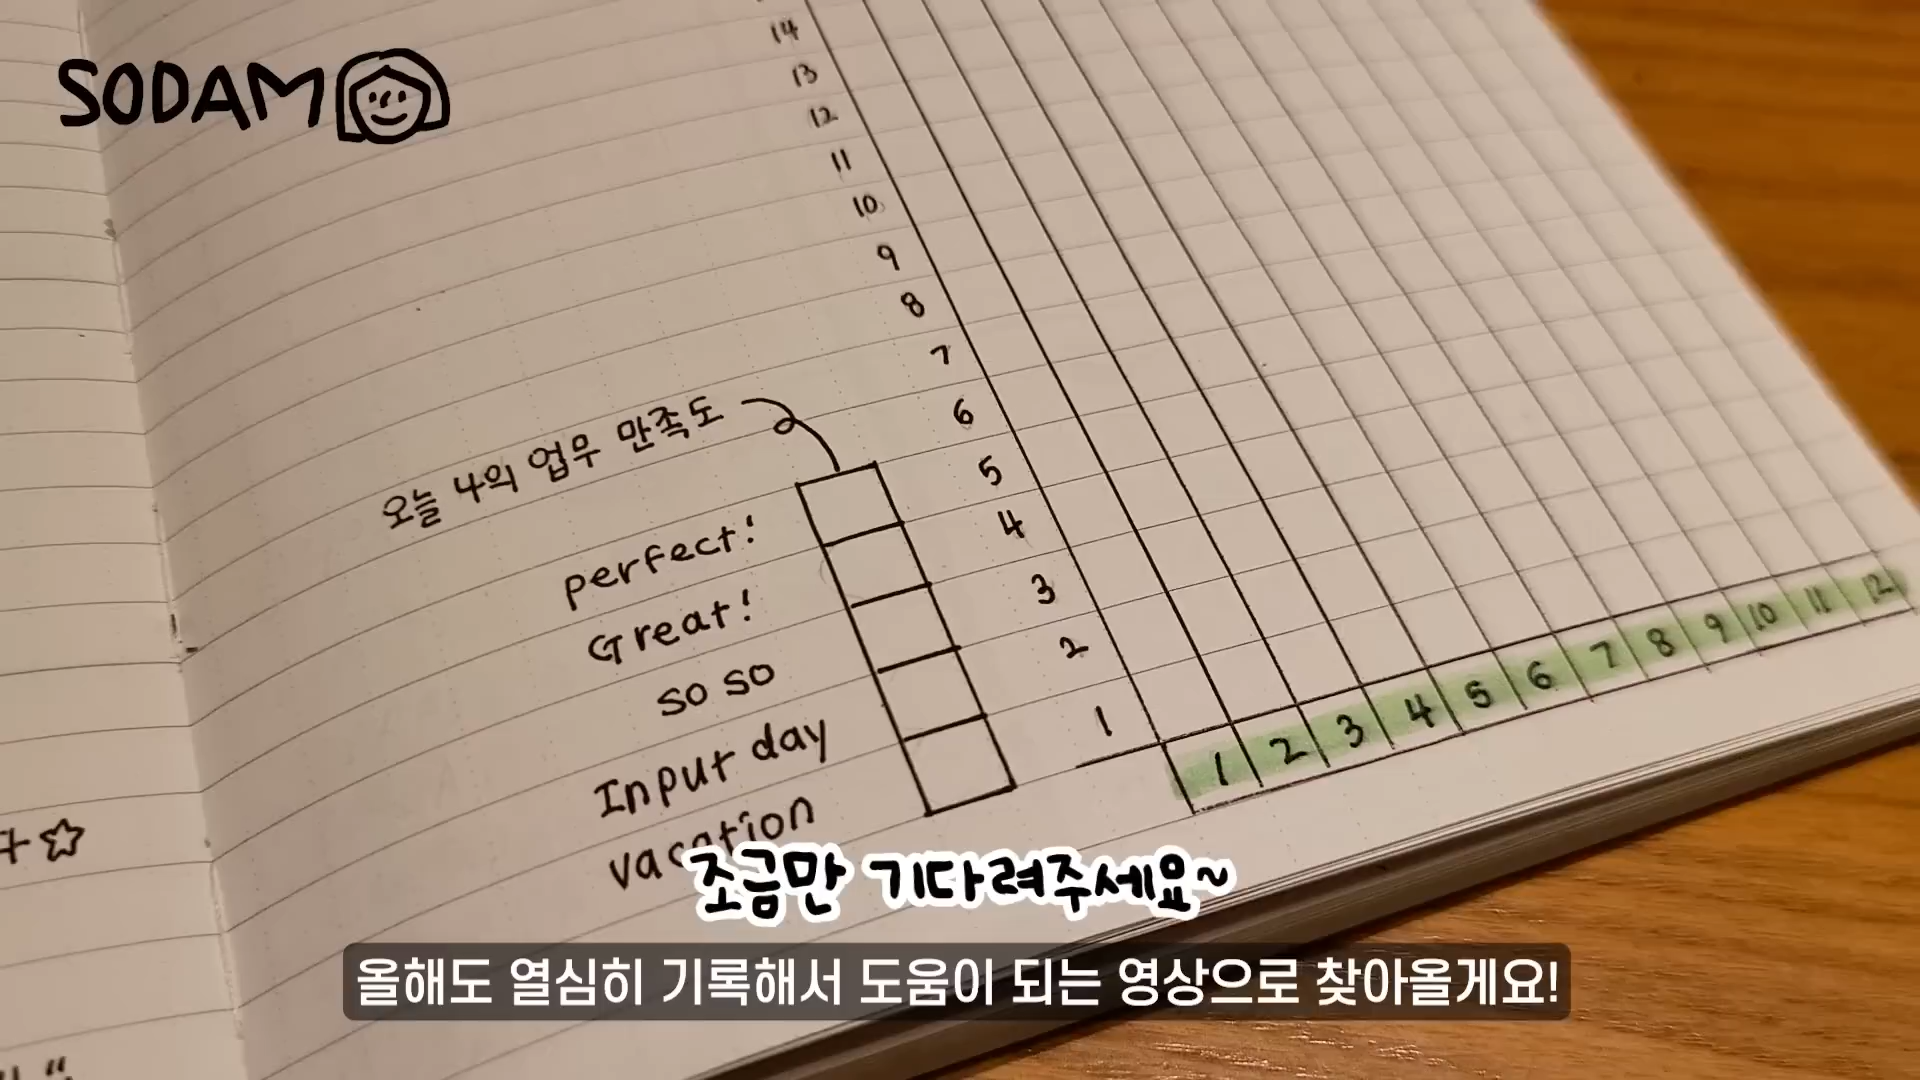 SODAM
14
13
12
11
10
9
8
7
6
5
4
3
2
1
오늘 나의 업무 만족도
perfect!
Great!
so so
Input day
vacation
1 2 3 4 5 6 7 8 9 10 11 12
조금만 기다려주세요~
올해도 열심히 기록해서 도움이 되는 영상으로 찾아올게요!